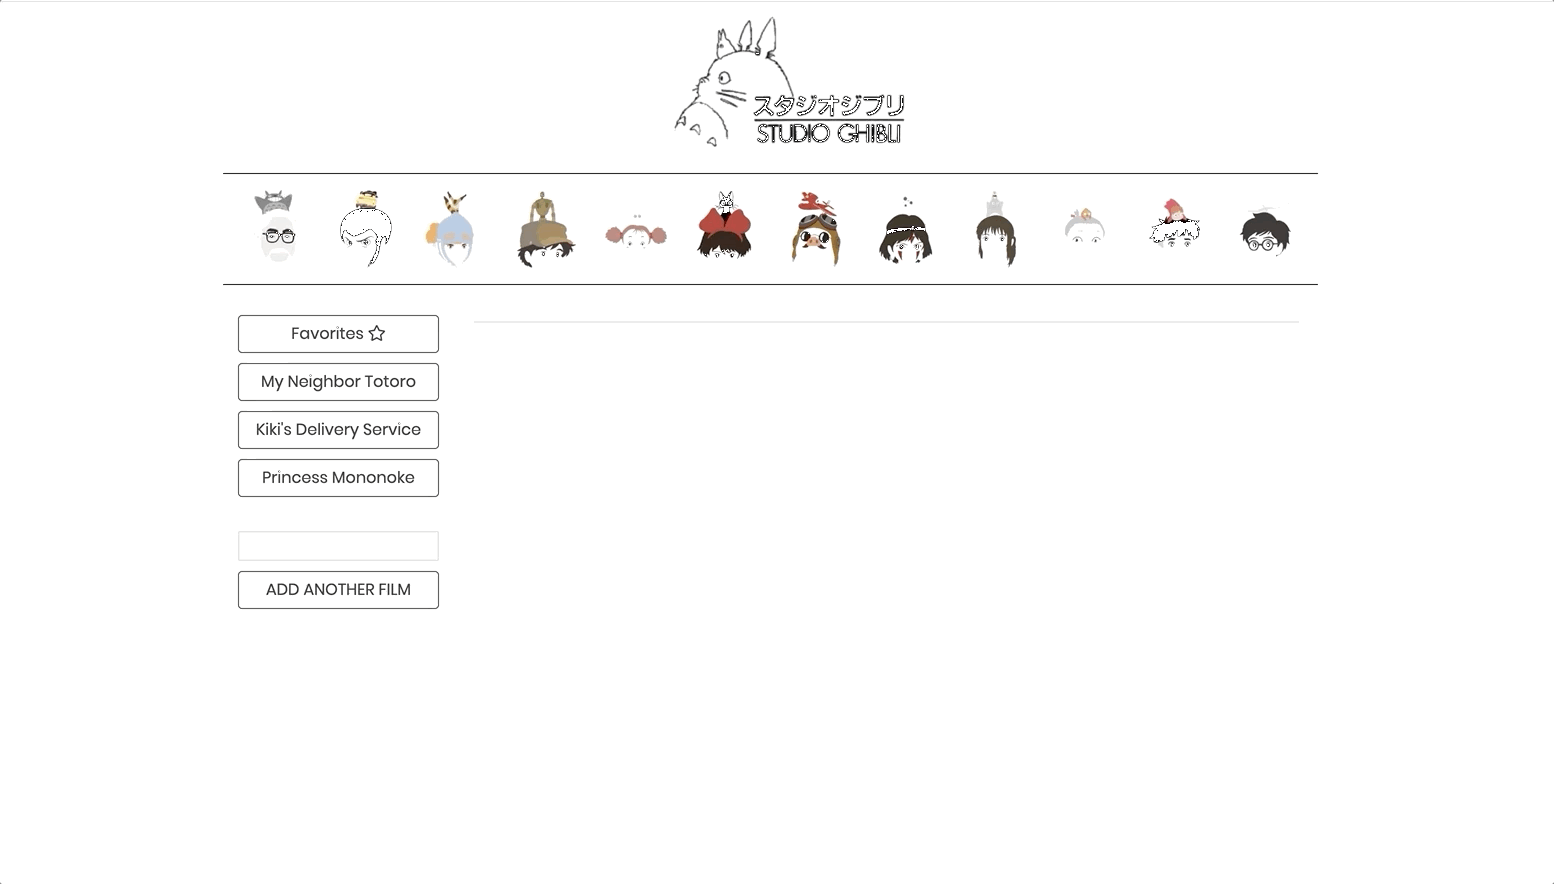 スタジオジブリ
STUDIO GHIBLI
Favorites
My Neighbor Totoro
Kiki's Delivery Service
Princess Mononoke
ADD ANOTHER FILM